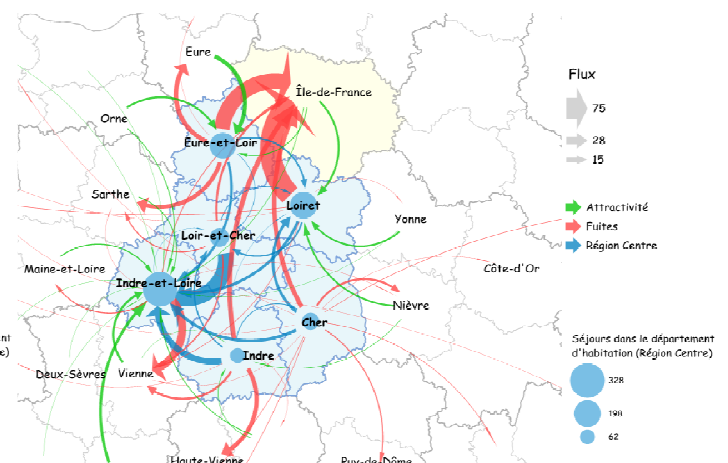 Eure
Flux
Île-de-France
75
Orne
28
Eure-et-Loir
15
Sarthe
Loiret
Attractivité
Yonne
Fuites
Loir-et-Cher
Région Centre
Maine-et-Loire
Côte-d'Or
Indre-et-Loire
Nièvre
Cher
Séjours dans le département
d'habitation (Région Centre)
Indre
Deux-Sèvres
Vienne
328
198
62
Haute-Vienne
Puy-de-Dôme